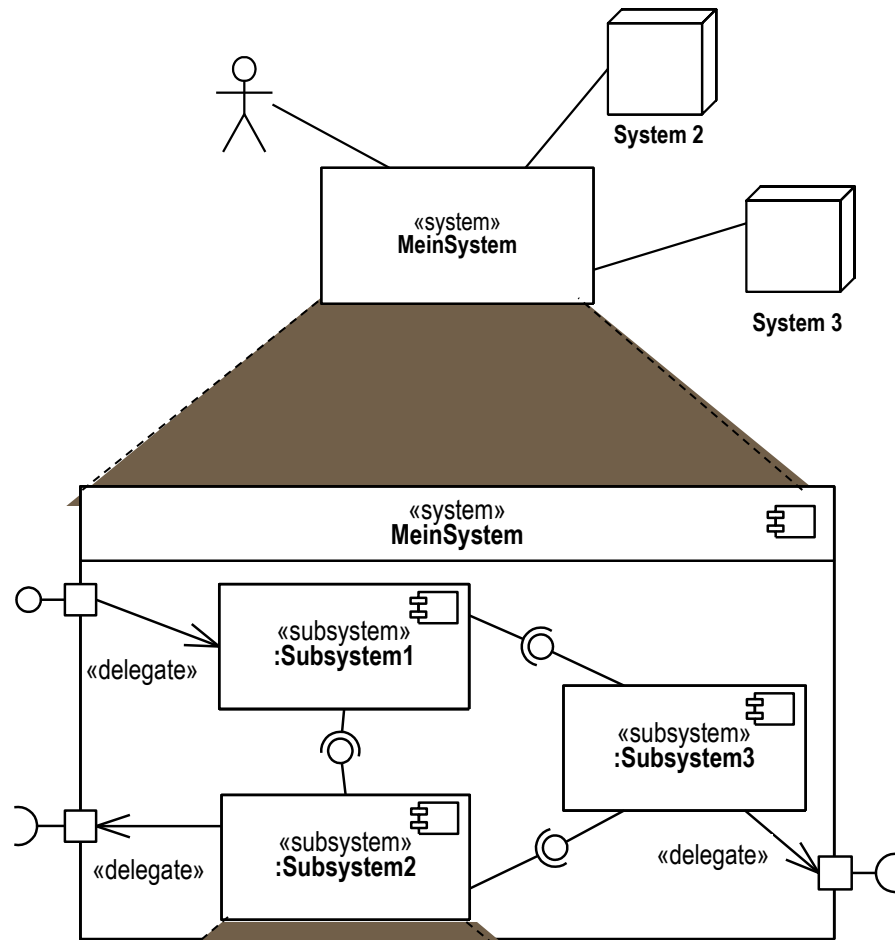 System 2
«system»
MeinSystem
System 3
«system»
MeinSystem
«subsystem»
:Subsystem1
«delegate»
«subsystem»
:Subsystem3
«subsystem»
:Subsystem2
«delegate»
«delegate»